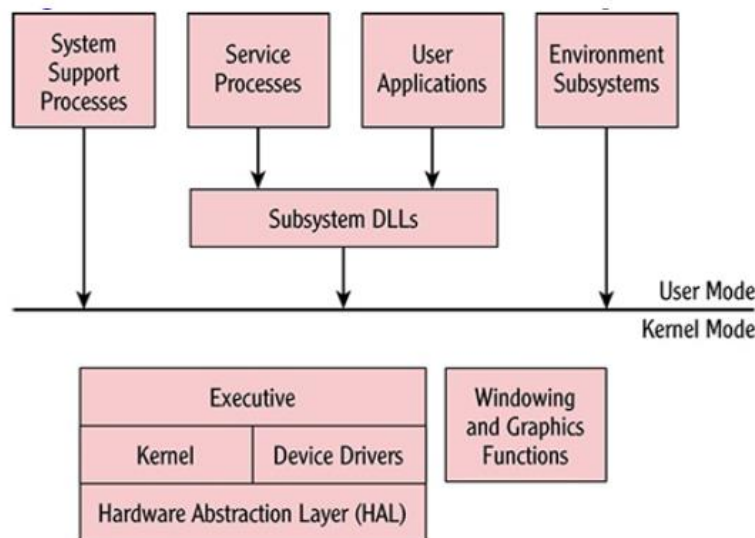 System
Support
Processes
Service
Processes
User
Applications
Environment
Subsystems
Subsystem DLLs
User Mode
Kernel Mode
Executive
Kernel
Device Drivers
Hardware Abstraction Layer (HAL)
Windowing
and Graphics
Functions